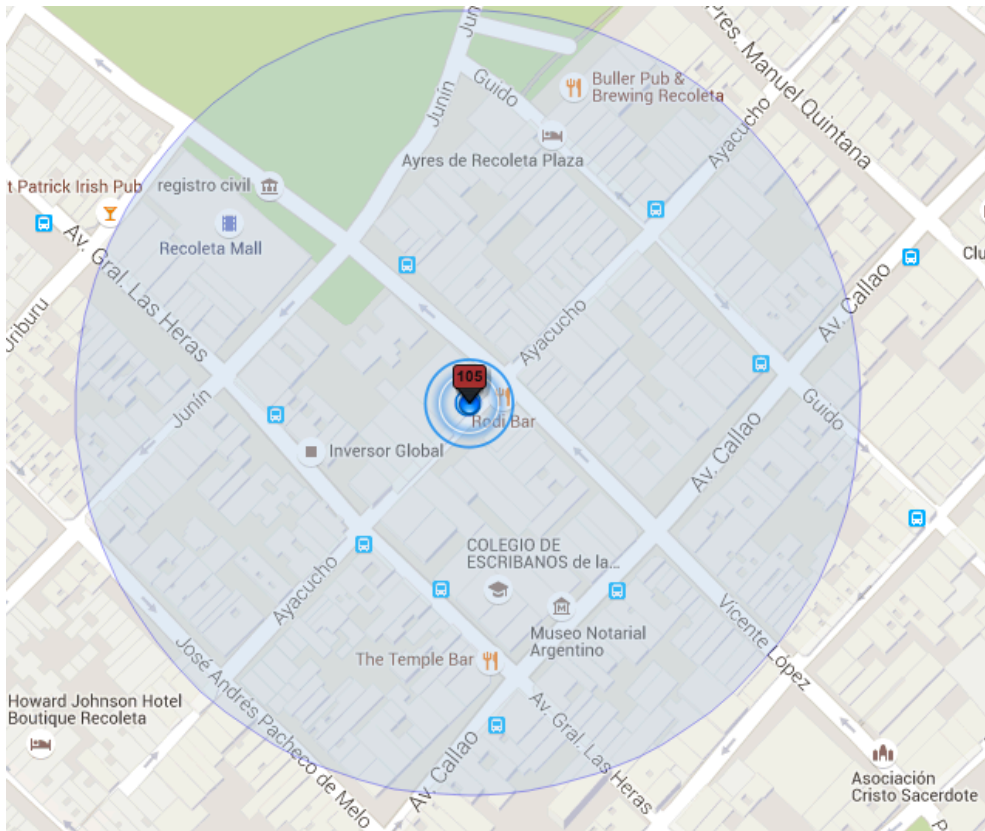 Jun
Pres. Manuel Quintana
Guido
Buller Pub &
Brewing Recoleta
Junín
Ayacucho
Ayres de Recoleta Plaza
t Patrick Irish Pub
registro civil
Recoleta Mall
Av. Gral. Las Heras
Clu
Av. Callao
Uriburu
Ayacucho
105
Rodi Bar
Junín
Guido
Inversor Global
Av. Callao
COLEGIO DE
ESCRIBANOS de la...
Ayacucho
Museo Notarial
Argentino
Vicente López
The Temple Bar
José Andrés Pacheco de Melo
Av. Gral. Las Heras
Howard Johnson Hotel
Boutique Recoleta
Av. Callao
Asociación
Cristo Sacerdote
P